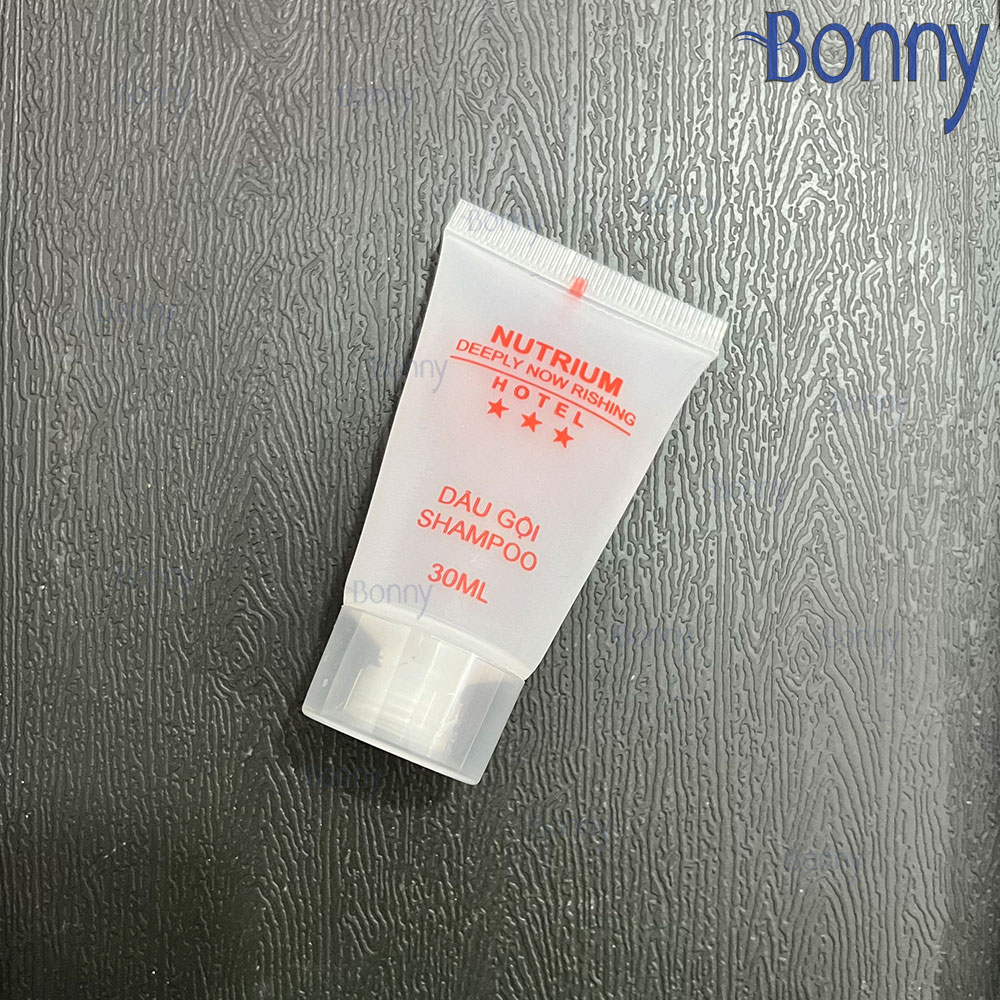 Bonny
NUTRIUM
DEEPLY NOW RISHING
HOTEL
DẦU GỘI
SHAMPOO
30ML